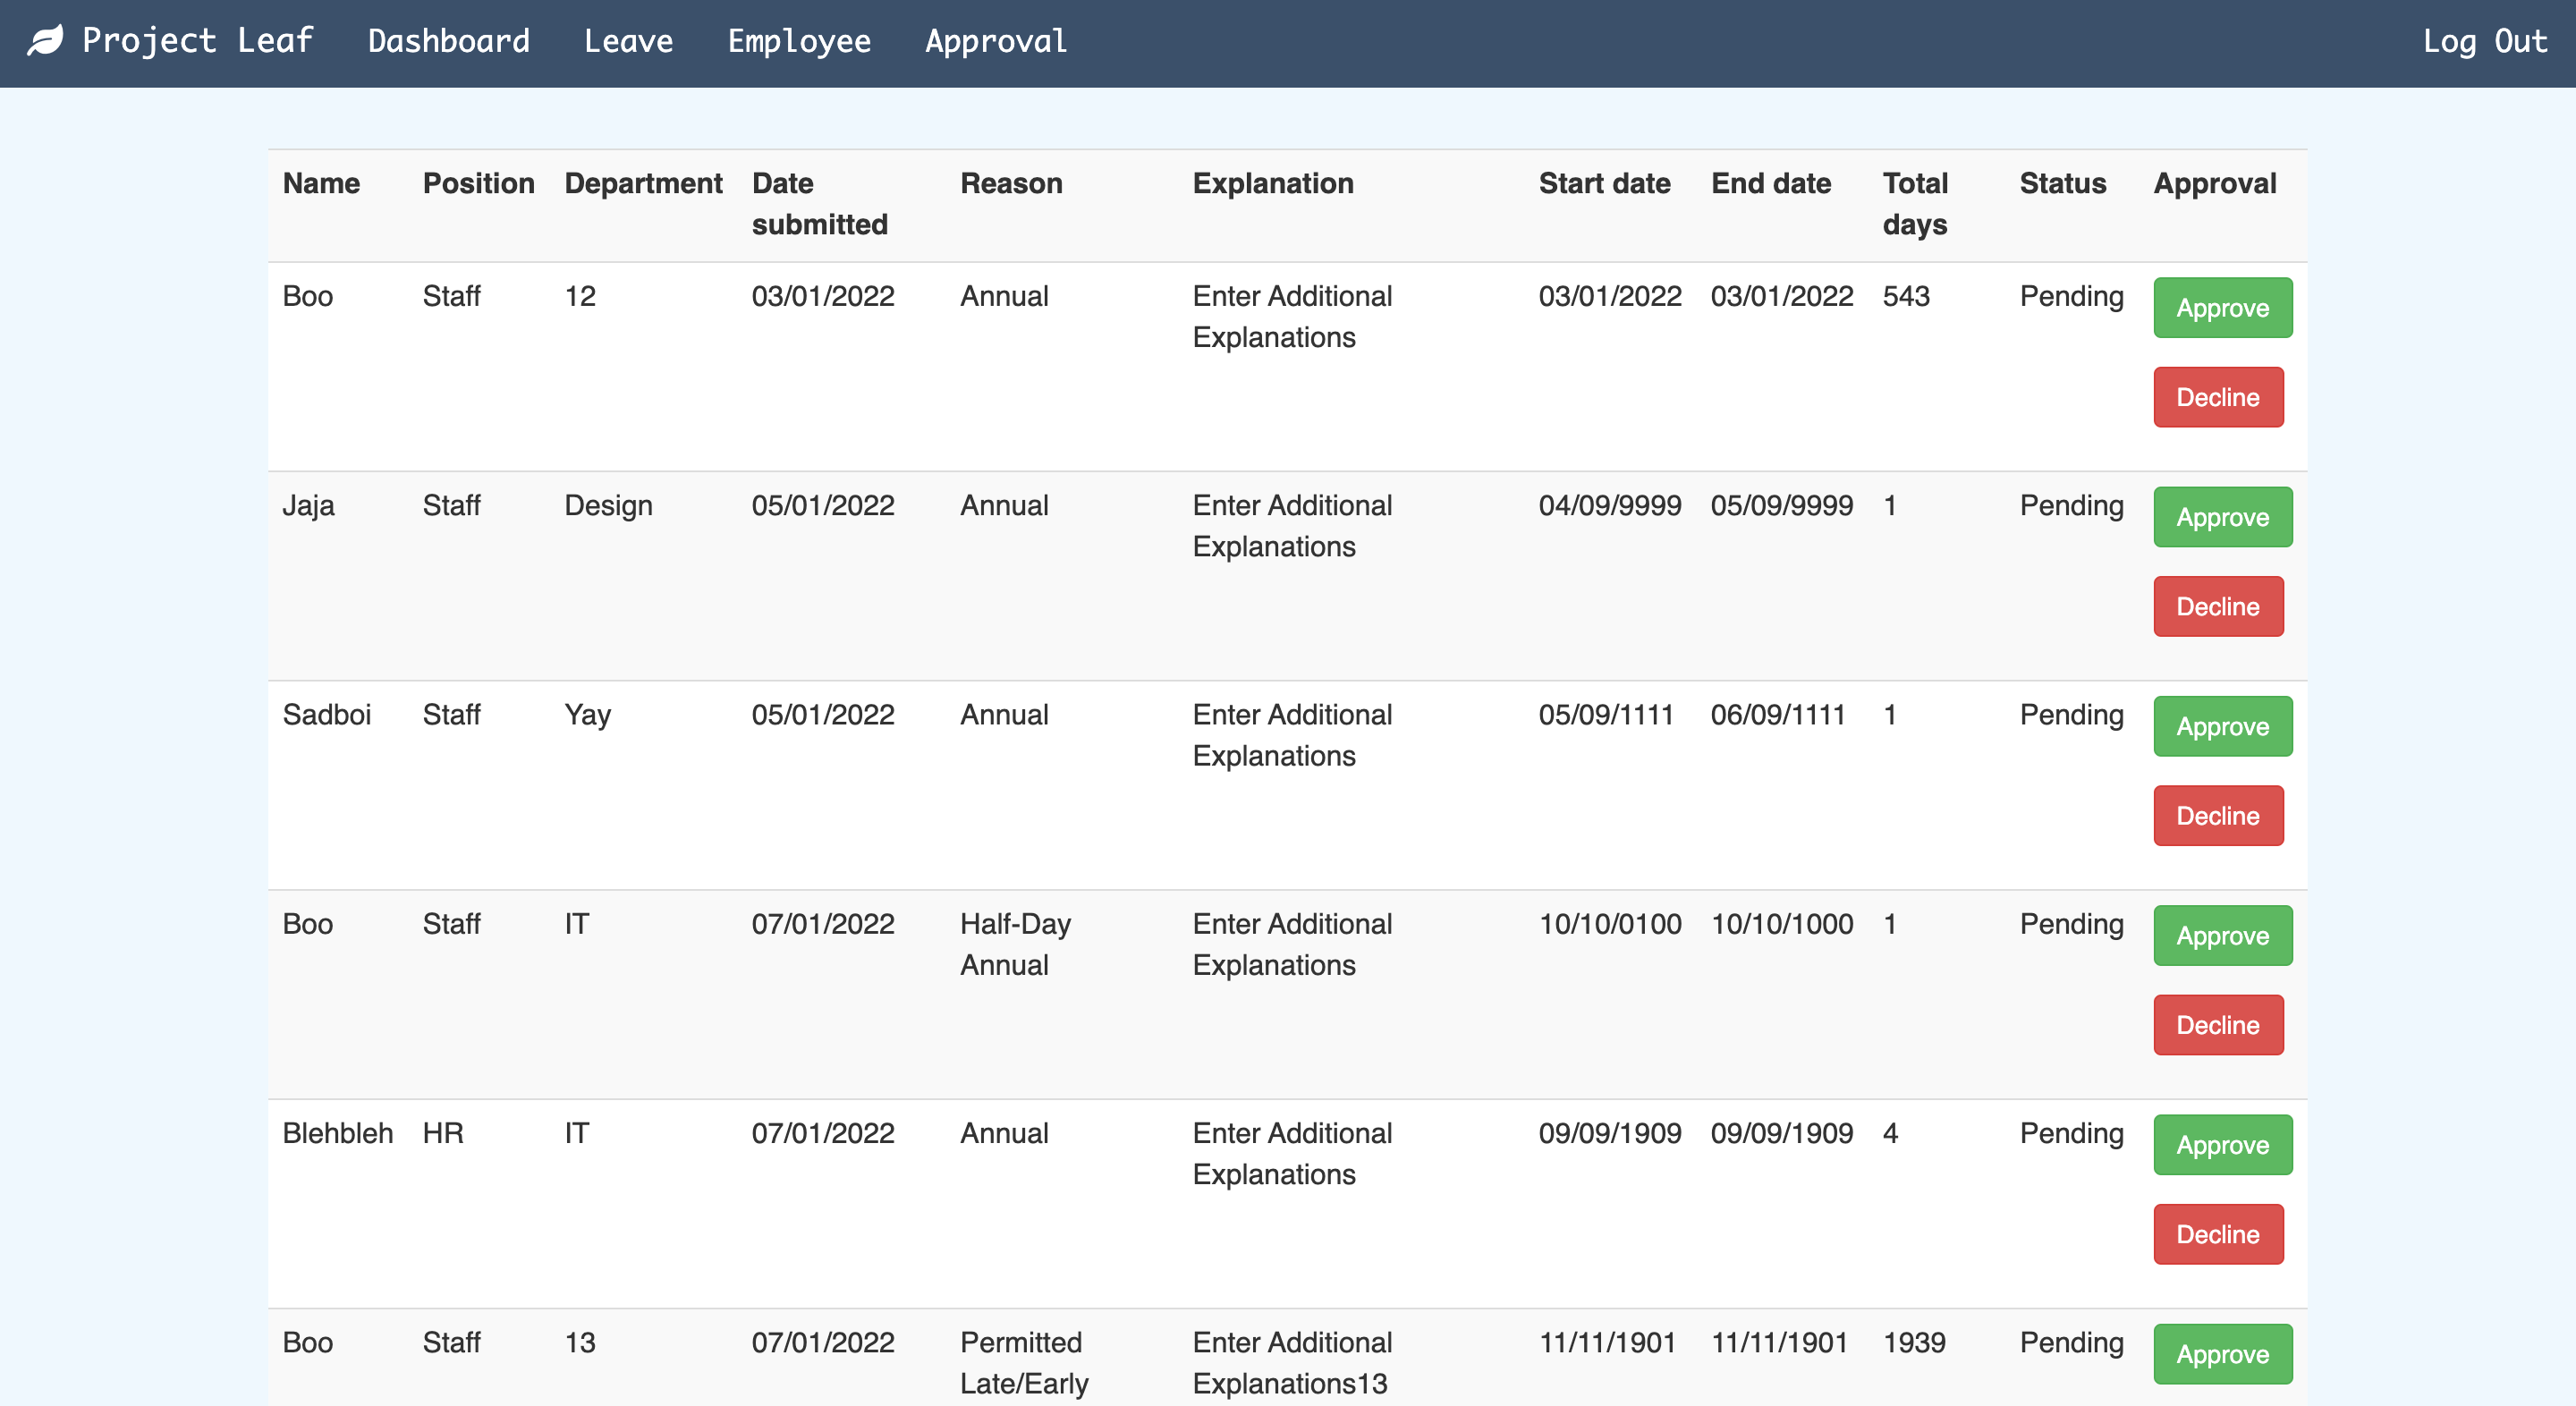 Project Leaf Dashboard Leave Employee Approval Log Out
Name Position Department Date submitted Reason Explanation Start date End date Total days Status Approval
Boo Staff 12 03/01/2022 Annual Enter Additional Explanations 03/01/2022 03/01/2022 543 Pending Approve
Decline
Jaja Staff Design 05/01/2022 Annual Enter Additional Explanations 04/09/9999 05/09/9999 1 Pending Approve
Decline
Sadboi Staff Yay 05/01/2022 Annual Enter Additional Explanations 05/09/1111 06/09/1111 1 Pending Approve
Decline
Boo Staff IT 07/01/2022 Half-Day Annual Enter Additional Explanations 10/10/0100 10/10/1000 1 Pending Approve
Decline
Blehbleh HR IT 07/01/2022 Annual Enter Additional Explanations 09/09/1909 09/09/1909 4 Pending Approve
Decline
Boo Staff 13 07/01/2022 Permitted Late/Early Enter Additional Explanations13 11/11/1901 11/11/1901 1939 Pending Approve